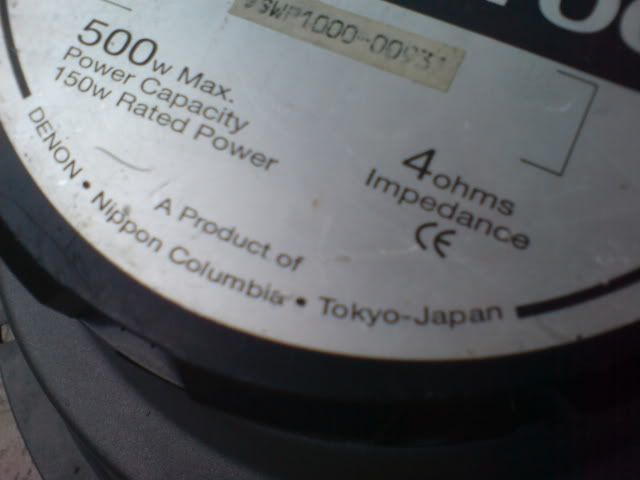 500w Max.
Power Capacity
150w Rated Power
4ohms
Impedance
CE
A Product of
DENON • Nippon Columbia • Tokyo-Japan